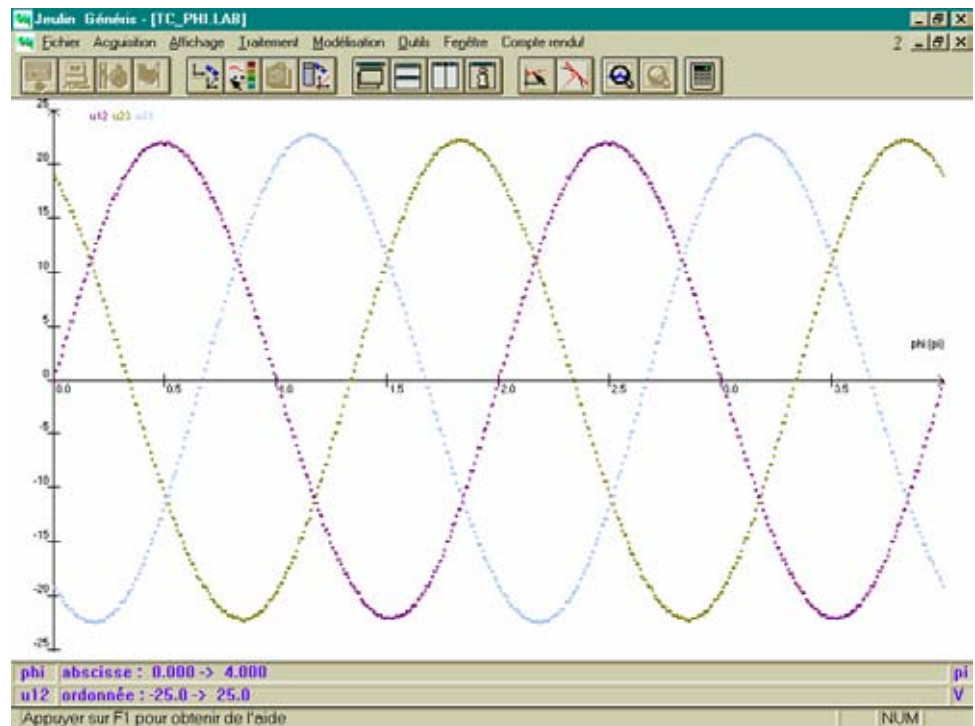 Jeulin Généris - [TC_PHI.LAB]
Fichier Acquisition Affichage Traitement Modélisation Outils Fenêtre Compte rendu ?
25
u12 u23 u31
20
15
10
5
phi (pi)
0
0.0 0.5 1.0 1.5 2.0 2.5 3.0 3.5
-5
-10
-15
-20
-25
phi abscisse : 0.000 -> 4.000 pi
u12 ordonnée : -25.0 -> 25.0 V
Appuyer sur F1 pour obtenir de l'aide NUM